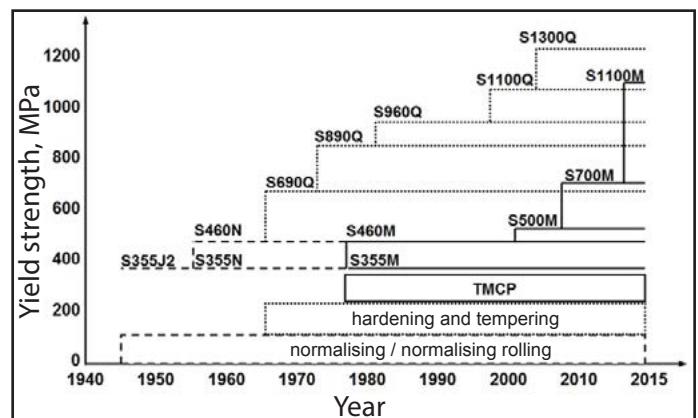 Yield strength, MPa
1200
1000
800
600
400
200
0
S1300Q
S1100Q
S1100M
S960Q
S890Q
S690Q
S700M
S460N
S460M
S500M
S355J2
S355N
S355M
TMCP
hardening and tempering
normalising / normalising rolling
1940 1950 1960 1970 1980 1990 2000 2010 2015
Year